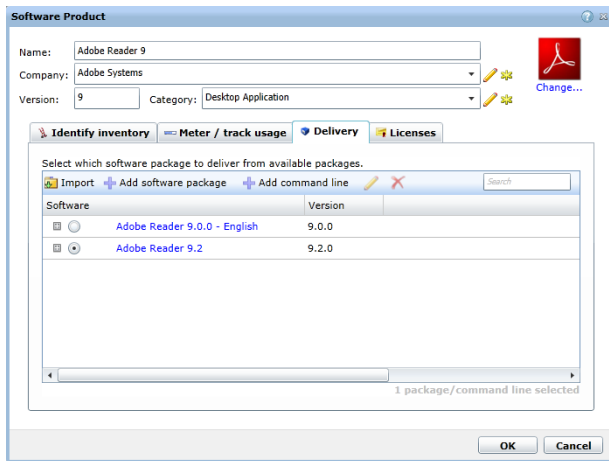 Software Product
Name: Adobe Reader 9
Company: Adobe Systems
Change...
Version: 9 Category: Desktop Application
Identify inventory Meter / track usage Delivery Licenses
Select which software package to deliver from available packages.
Import Add software package Add command line Search
Software Version
Adobe Reader 9.0.0 - English 9.0.0
Adobe Reader 9.2 9.2.0
1 package/command line selected
OK Cancel